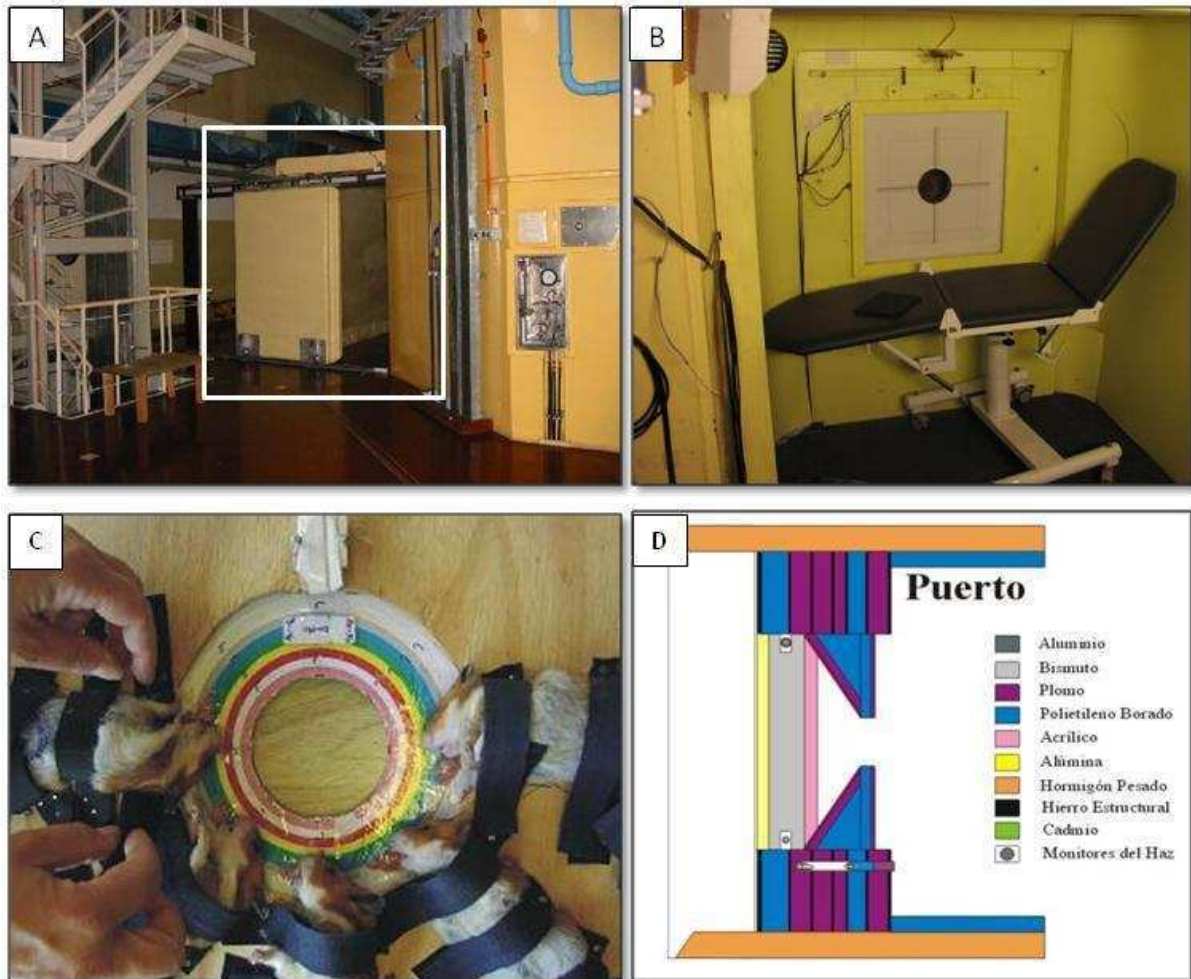 A
B
C
D
Puerto
Aluminio
Bismuto
Plomo
Polietileno Borado
Acrílico
Alúmina
Hormigón Pesado
Hierro Estructural
Cadmio
Monitores del Haz